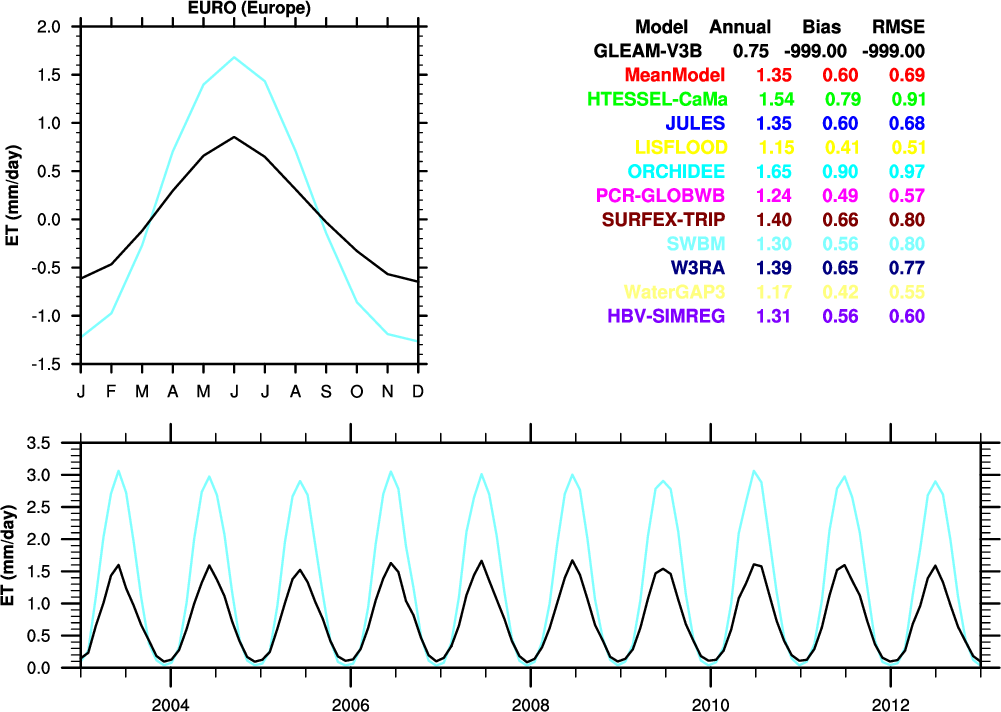 EURO (Europe)
2.0
1.5
1.0
0.5
0.0
-0.5
-1.0
-1.5
ET (mm/day)
J F M A M J J A S O N D
Model Annual Bias RMSE
GLEAM-V3B 0.75 -999.00 -999.00
MeanModel 1.35 0.60 0.69
HTESSEL-CaMa 1.54 0.79 0.91
JULES 1.35 0.60 0.68
LISFLOOD 1.15 0.41 0.51
ORCHIDEE 1.65 0.90 0.97
PCR-GLOBWB 1.24 0.49 0.57
SURFEX-TRIP 1.40 0.66 0.80
SWBM 1.30 0.56 0.80
W3RA 1.39 0.65 0.77
WaterGAP3 1.17 0.42 0.55
HBV-SIMREG 1.31 0.56 0.60
3.5
3.0
2.5
2.0
1.5
1.0
0.5
0.0
ET (mm/day)
2004 2006 2008 2010 2012